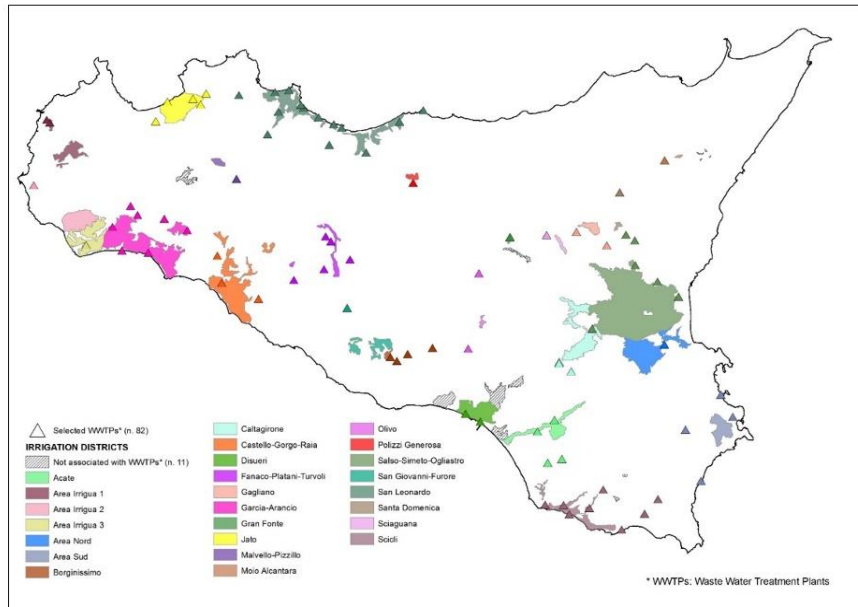 Selected WWTPs* (n. 82)
IRRIGATION DISTRICTS
Not associated with WWTPs* (n. 11)
Acate
Area Irrigua 1
Area Irrigua 2
Area Irrigua 3
Area Nord
Area Sud
Borginissimo
Caltagirone
Castello-Gorgo-Raia
Disueri
Fanaco-Platani-Turvoli
Gagliano
Garcia-Arancio
Gran Fonte
Jato
Malvello-Pizzillo
Moio Alcantara
Olivo
Polizzi Generosa
Salso-Simeto-Ogliastro
San Giovanni-Furore
San Leonardo
Santa Domenica
Sciaguana
Scicli
* WWTPs: Waste Water Treatment Plants